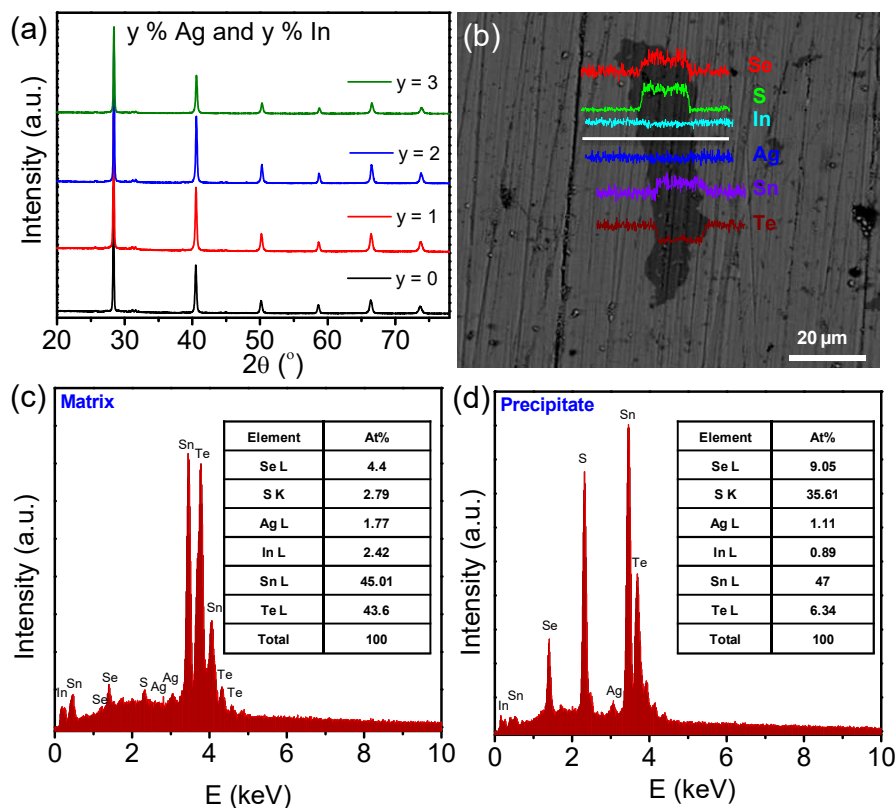 (a)
y % Ag and y % In
y = 3
y = 2
y = 1
y = 0
Intensity (a.u.)
20 30 40 50 60 70
2θ (°)
(b)
Se
S
In
Ag
Sn
Te
20 µm
(c)
Matrix
Sn
Te
Sn
Te
Te
In
Sn
Se
Se
S
Ag
Ag
Element At%
Se L 4.4
S K 2.79
Ag L 1.77
In L 2.42
Sn L 45.01
Te L 43.6
Total 100
Intensity (a.u.)
0 2 4 6 8 10
E (keV)
(d)
Precipitate
Sn
S
Te
Se
Ag
In
Sn
Element At%
Se L 9.05
S K 35.61
Ag L 1.11
In L 0.89
Sn L 47
Te L 6.34
Total 100
Intensity (a.u.)
0 2 4 6 8 10
E (keV)